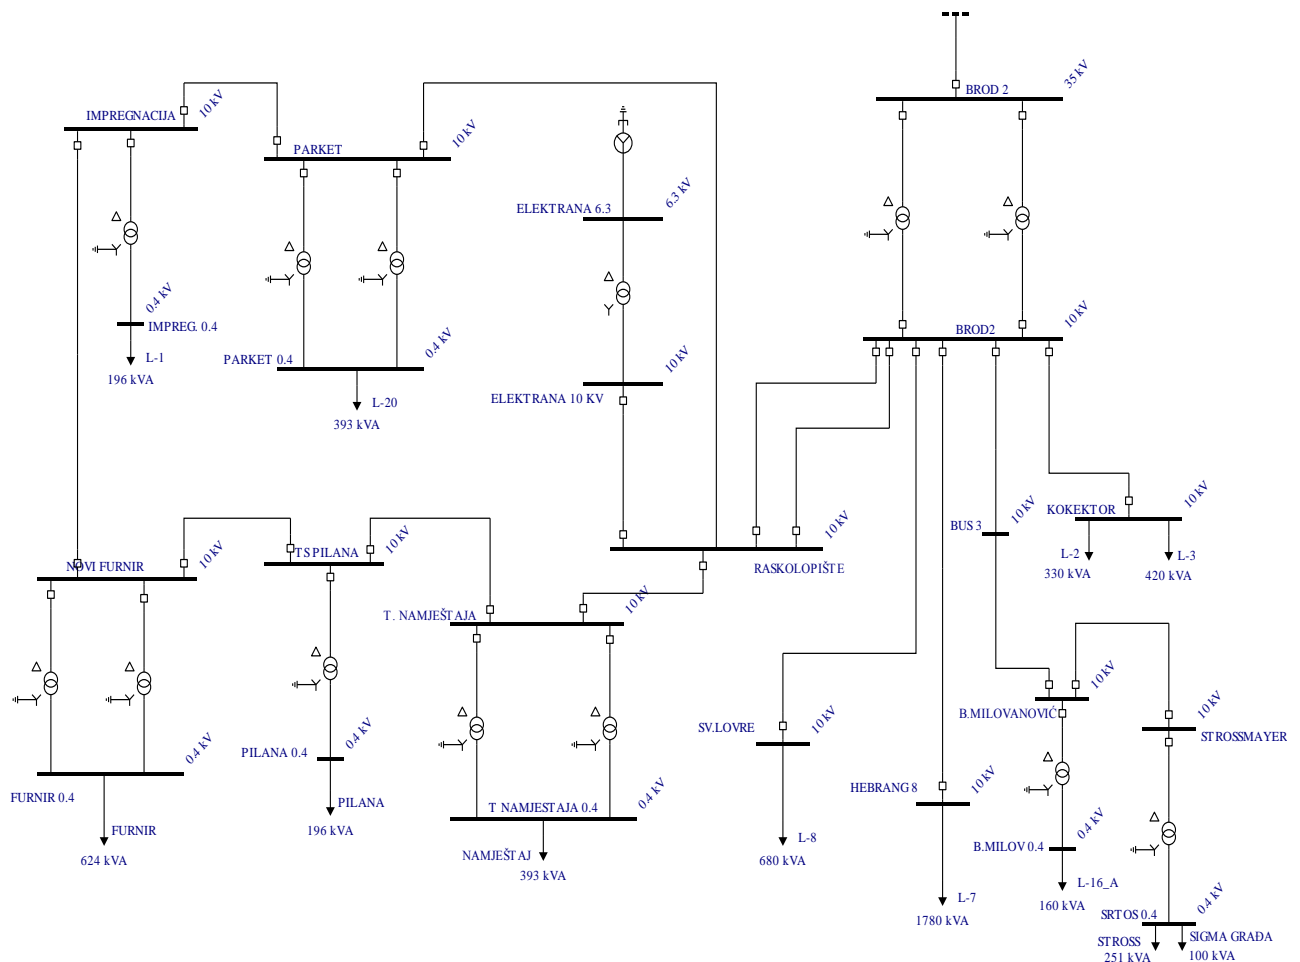 BROD 2
35 kV
IMPREGNACIJA
10 kV
PARKET
10 kV
ELEKTRANA 6.3
6.3 kV
0.4 kV
IMPREG. 0.4
L-1
196 kVA
PARKET 0.4
0.4 kV
L-20
393 kVA
10 kV
ELEKTRANA 10 KV
BROD2
10 kV
NOVI FURNIR
10 kV
TS PILANA
10 kV
T. NAMJEŠTAJA
10 kV
RASKOLOPIŠTE
10 kV
BUS 3
10 kV
KOKEKTOR
10 kV
L-2
330 kVA
L-3
420 kVA
FURNIR 0.4
0.4 kV
FURNIR
624 kVA
PILANA 0.4
0.4 kV
PILANA
196 kVA
T NAMJESTAJA 0.4
0.4 kV
NAMJEŠTAJ
393 kVA
SV.LOVRE
10 kV
L-8
680 kVA
HEBRANG 8
10 kV
L-7
1780 kVA
B.MILOVANOVIĆ
10 kV
B.MILOV 0.4
0.4 kV
L-16_A
160 kVA
10 kV
STROSSMAYER
0.4 kV
SRTOS 0.4
STROSS
251 kVA
SIGMA GRAĐA
100 kVA